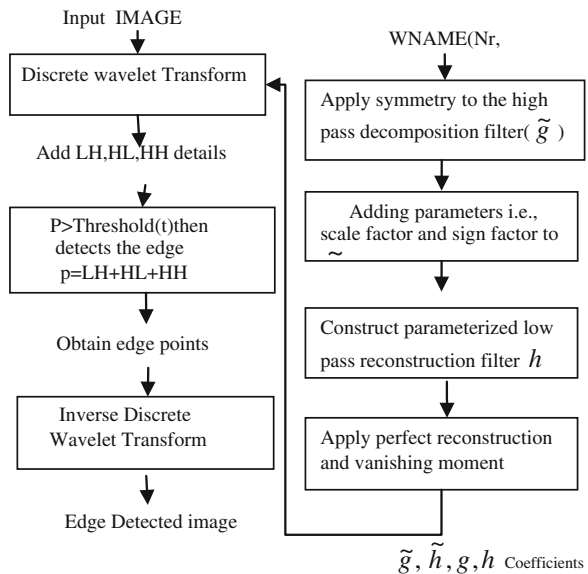 Input IMAGE
Discrete wavelet Transform
Add LH,HL,HH details
P>Threshold(t)then
detects the edge
p=LH+HL+HH
Obtain edge points
Inverse Discrete
Wavelet Transform
Edge Detected image
WNAME(Nr,
Apply symmetry to the high
pass decomposition filter( g̃ )
Adding parameters i.e.,
scale factor and sign factor to
~
Construct parameterized low
pass reconstruction filter h
Apply perfect reconstruction
and vanishing moment
g̃, h̃, g, h Coefficients